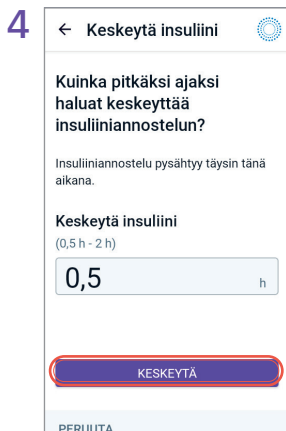 4
← Keskeytä insuliini
Kuinka pitkäksi ajaksi
haluat keskeyttää
insuliiniannostelun?
Insuliiniannostelu pysähtyy täysin tänä
aikana.
Keskeytä insuliini
(0,5 h - 2 h)
0,5 h
KESKEYTÄ
PERUUTA